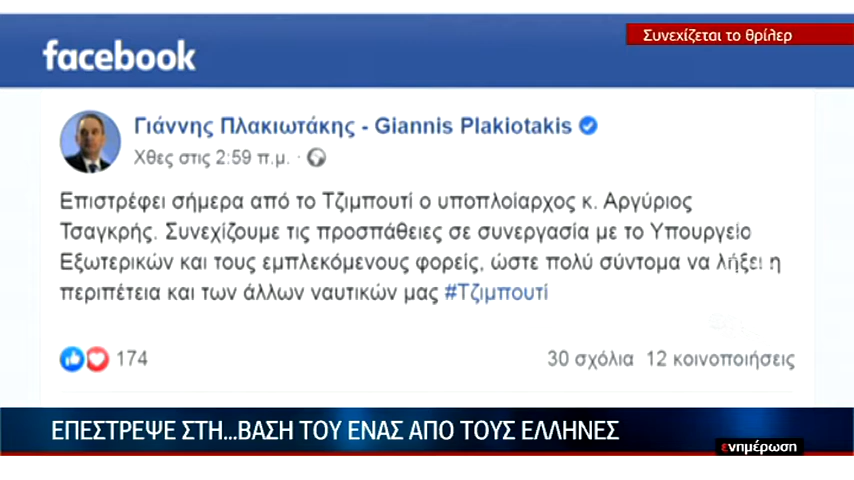 Συνεχίζεται το θρίλερ
facebook
Γιάννης Πλακιωτάκης - Giannis Plakiotakis
Χθες στις 2:59 π.μ. ·
Επιστρέφει σήμερα από το Τζιμπουτί ο υποπλοίαρχος κ. Αργύριος
Τσαγκρής. Συνεχίζουμε τις προσπάθειες σε συνεργασία με το Υπουργείο
Εξωτερικών και τους εμπλεκόμενους φορείς, ώστε πολύ σύντομα να λήξει η
περιπέτεια και των άλλων ναυτικών μας #Τζιμπουτί
174
30 σχόλια 12 κοινοποιήσεις
ΕΠΕΣΤΡΕΨΕ ΣΤΗ...ΒΑΣΗ ΤΟΥ ΕΝΑΣ ΑΠΟ ΤΟΥΣ ΕΛΛΗΝΕΣ
ενημέρωση